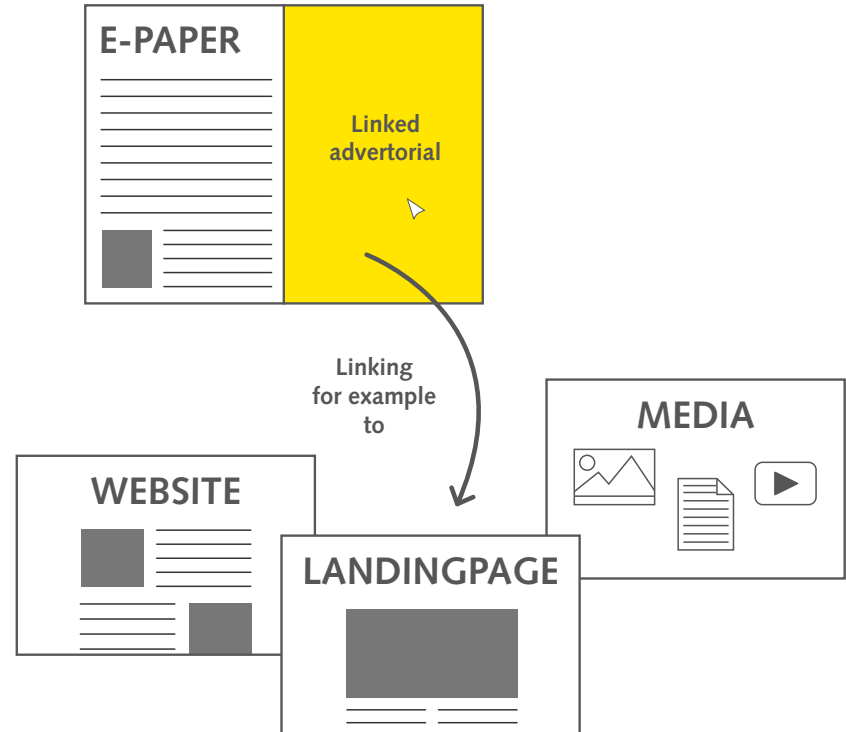 E-PAPER
Linked
advertorial
Linking
for example
to
MEDIA
WEBSITE
LANDINGPAGE